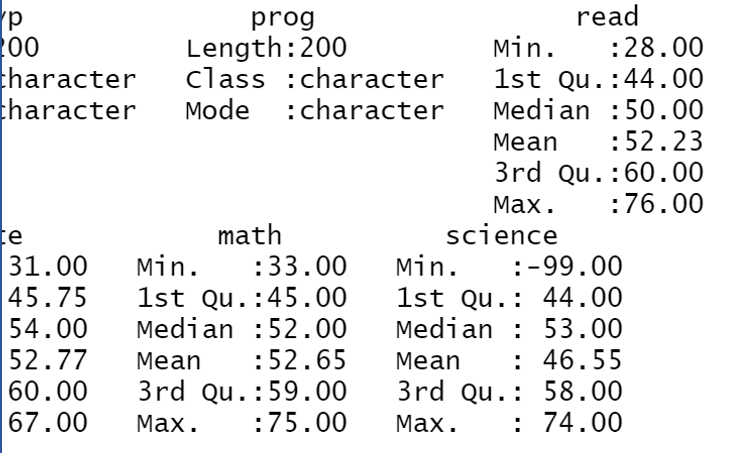 yp prog read
200 Length:200 Min. :28.00
character Class :character 1st Qu.:44.00
character Mode :character Median :50.00
Mean :52.23
3rd Qu.:60.00
Max. :76.00
te math science
31.00 Min. :33.00 Min. :-99.00
45.75 1st Qu.:45.00 1st Qu.: 44.00
54.00 Median :52.00 Median : 53.00
52.77 Mean :52.65 Mean : 46.55
60.00 3rd Qu.:59.00 3rd Qu.: 58.00
67.00 Max. :75.00 Max. : 74.00